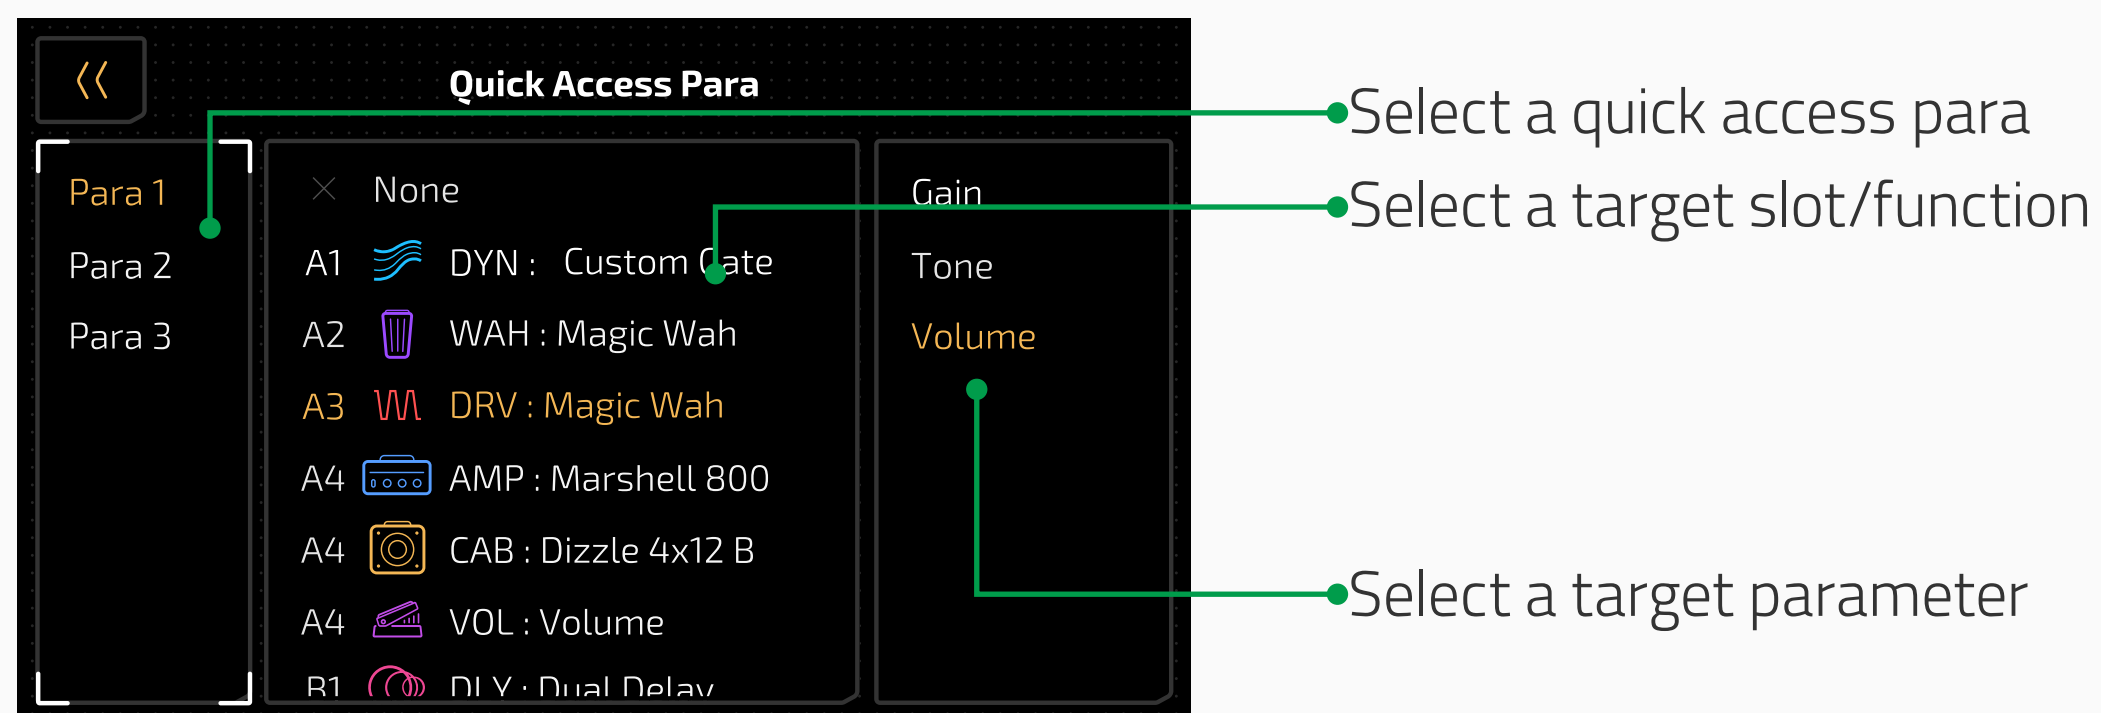 Quick Access Para
Select a quick access para
Select a target slot/function
Para 1
Para 2
Para 3
None
A1 DYN : Custom Gate
A2 WAH : Magic Wah
A3 DRV : Magic Wah
A4 AMP : Marshell 800
A4 CAB : Dizzle 4x12 B
A4 VOL : Volume
B1 DLY : Dual Delay
Gain
Tone
Volume
Select a target parameter